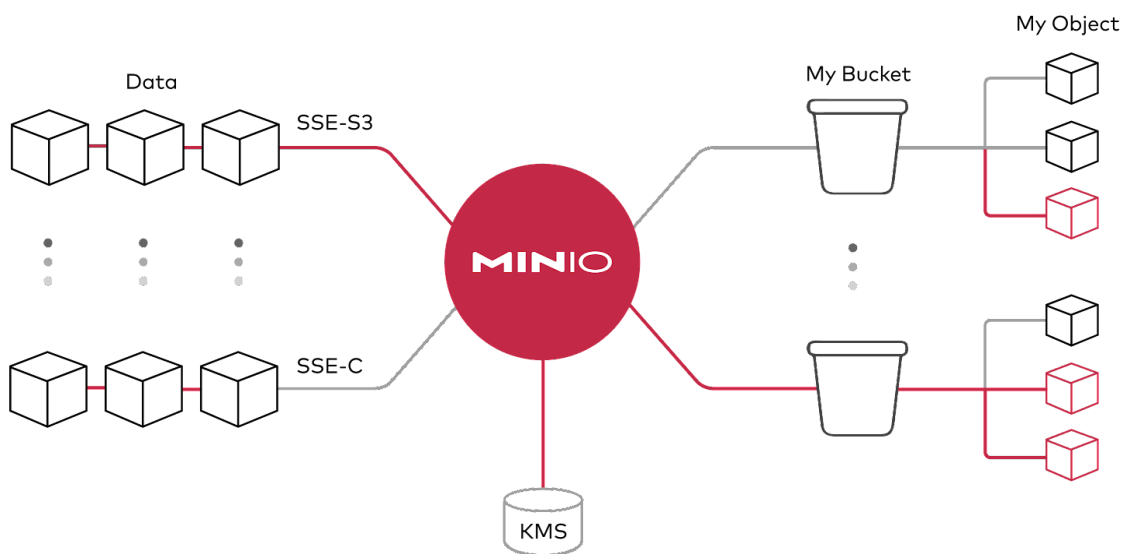 My Object
My Bucket
Data
SSE-S3
MINIO
SSE-C
KMS